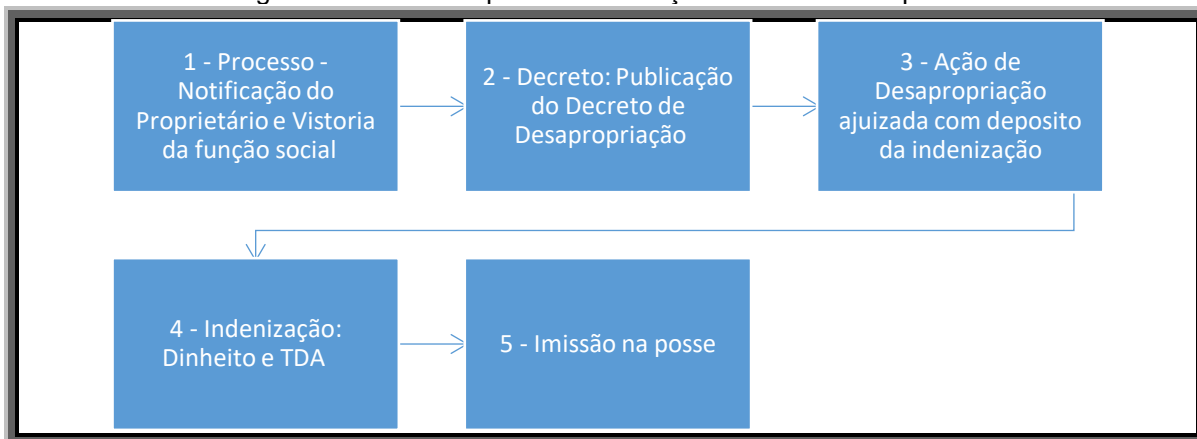 1 - Processo -
Notificação do
Proprietário e Vistoria
da função social
2 - Decreto: Publicação
do Decreto de
Desapropriação
3 - Ação de
Desapropriação
ajuizada com deposito
da indenização
4 - Indenização:
Dinheito e TDA
5 - Imissão na posse